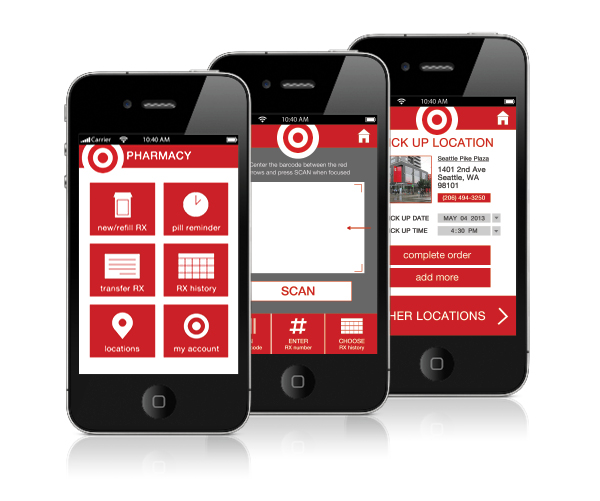 Carrier 10:40 AM
PHARMACY
new/refill RX
pill reminder
transfer RX
RX history
locations
my account
10:40 AM
Center the barcode between the red
rows and press SCAN when focused
SCAN
code
ENTER
RX number
CHOOSE
RX history
10:40 AM
CK UP LOCATION
Seattle Pike Plaza
1401 2nd Ave
Seattle, WA
98101
(206) 494-3250
CK UP DATE MAY 04 2013
CK UP TIME 4:30 PM
complete order
add more
HER LOCATIONS